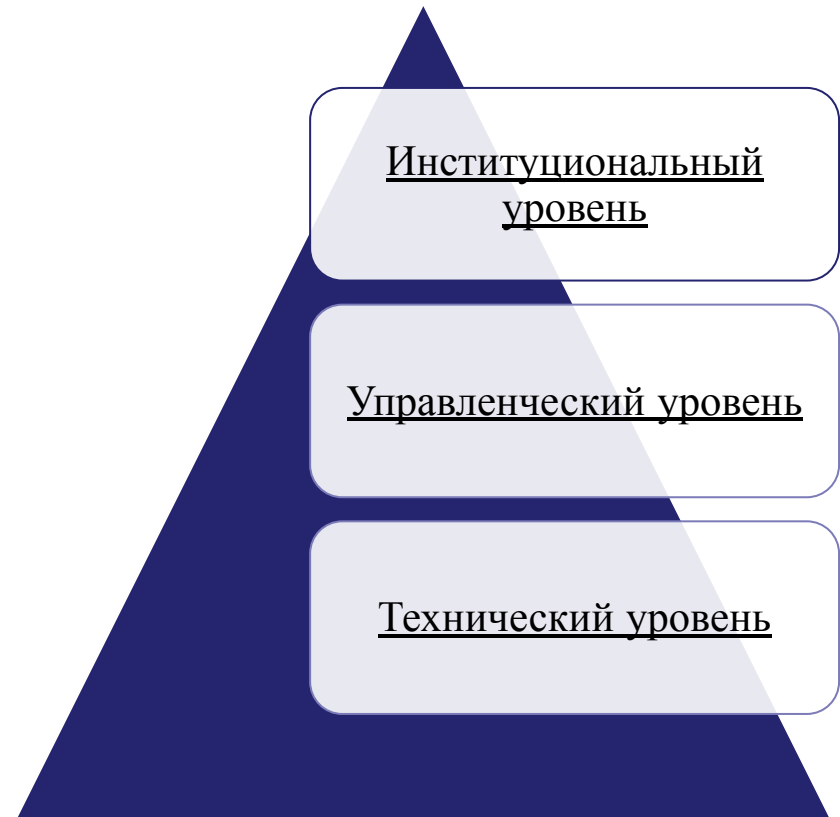 Институциональный
уровень
Управленческий уровень
Технический уровень